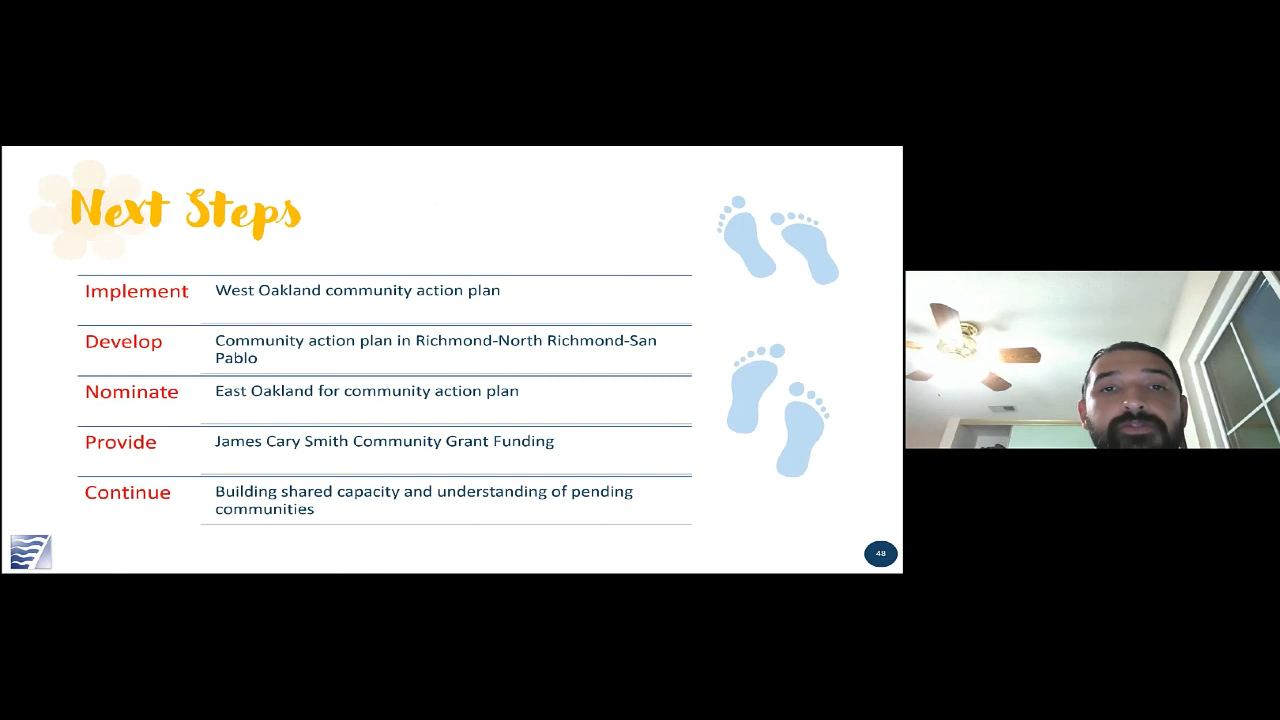 Next Steps
Implement West Oakland community action plan
Develop Community action plan in Richmond-North Richmond-San
Pablo
Nominate East Oakland for community action plan
Provide James Cary Smith Community Grant Funding
Continue Building shared capacity and understanding of pending
communities
48